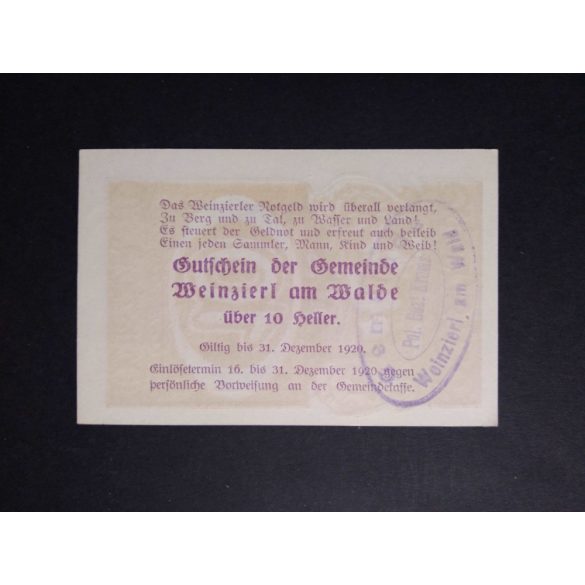 Das Weinzierler Notgeld wird überall verlangt,
Zu Berg und zu Tal, zu Wasser und Land!
Es steuert der Geldnot und erfreut auch beileib
Einen jeden Sammler, Mann, Kind und Weib!
Gutschein der Gemeinde
Weinzierl am Walde
über 10 Heller.
Giltig bis 31. Dezember 1920.
Einlösetermin 16. bis 31. Dezember 1920 gegen
persönliche Vorweisung an der Gemeindekasse.
Pol. Bez. Krems
Weinzierl am